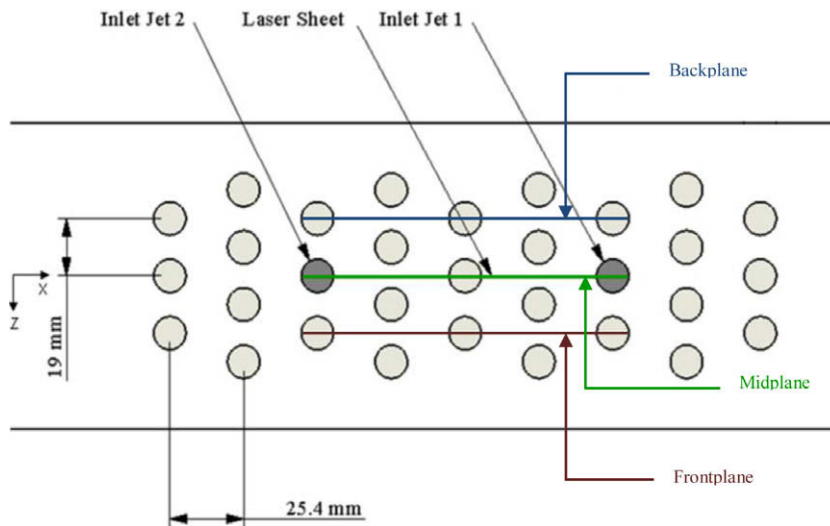 Inlet Jet 2
Laser Sheet
Inlet Jet 1
Backplane
X
Z
19 mm
Midplane
Frontplane
25.4 mm